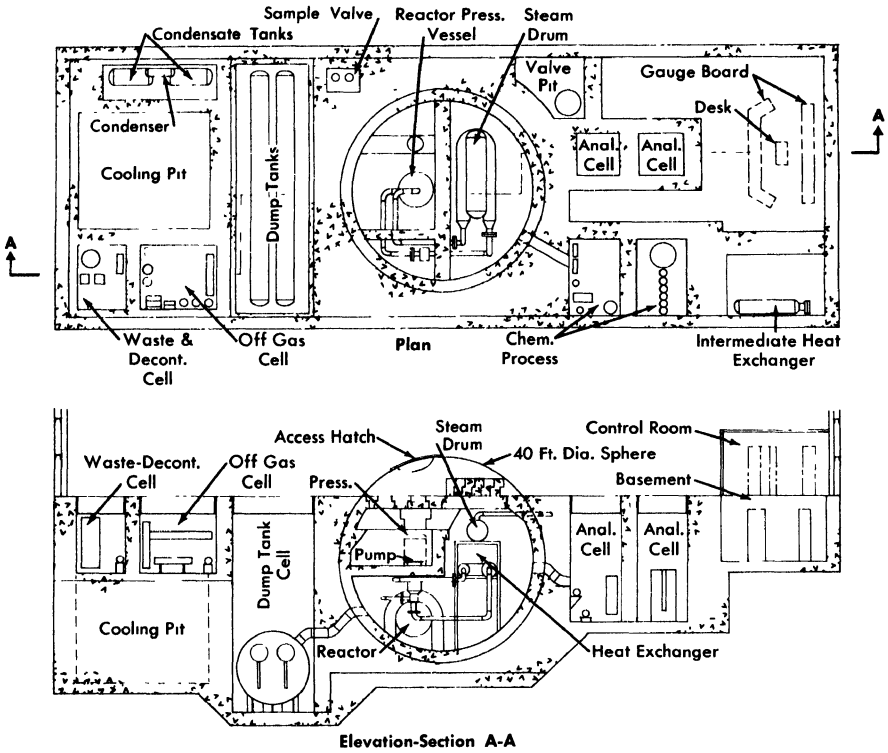 Sample Valve
Reactor Press.
Vessel
Steam
Drum
Condensate Tanks
Valve
Pit
Gauge Board
Desk
A
Condenser
Anal.
Cell
Anal.
Cell
Cooling Pit
Dump Tanks
A
Waste &
Decont.
Cell
Off Gas
Cell
Plan
Chem.
Process
Intermediate Heat
Exchanger
Steam
Drum
Control Room
Access Hatch
40 Ft. Dia. Sphere
Waste-Decont.
Cell
Off Gas
Cell
Press.
Basement
Dump Tank
Cell
Anal.
Cell
Anal.
Cell
Pump
Cooling Pit
Reactor
Heat Exchanger
Elevation-Section A-A